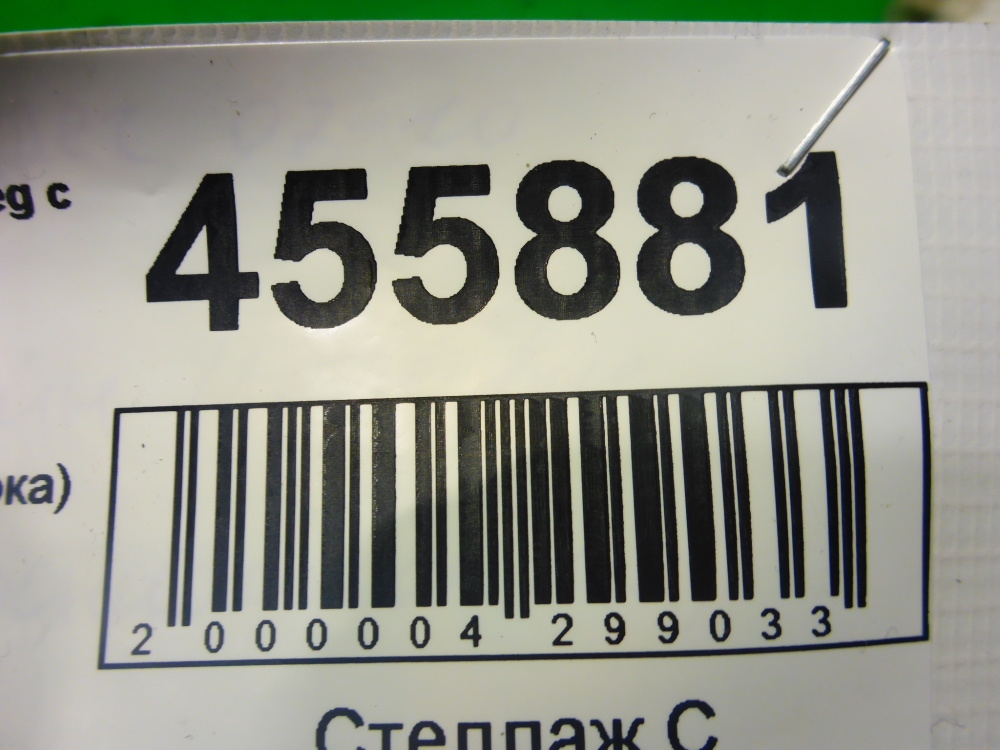 eg c
455881
ока)
2 000004 299033
Стеллаж С